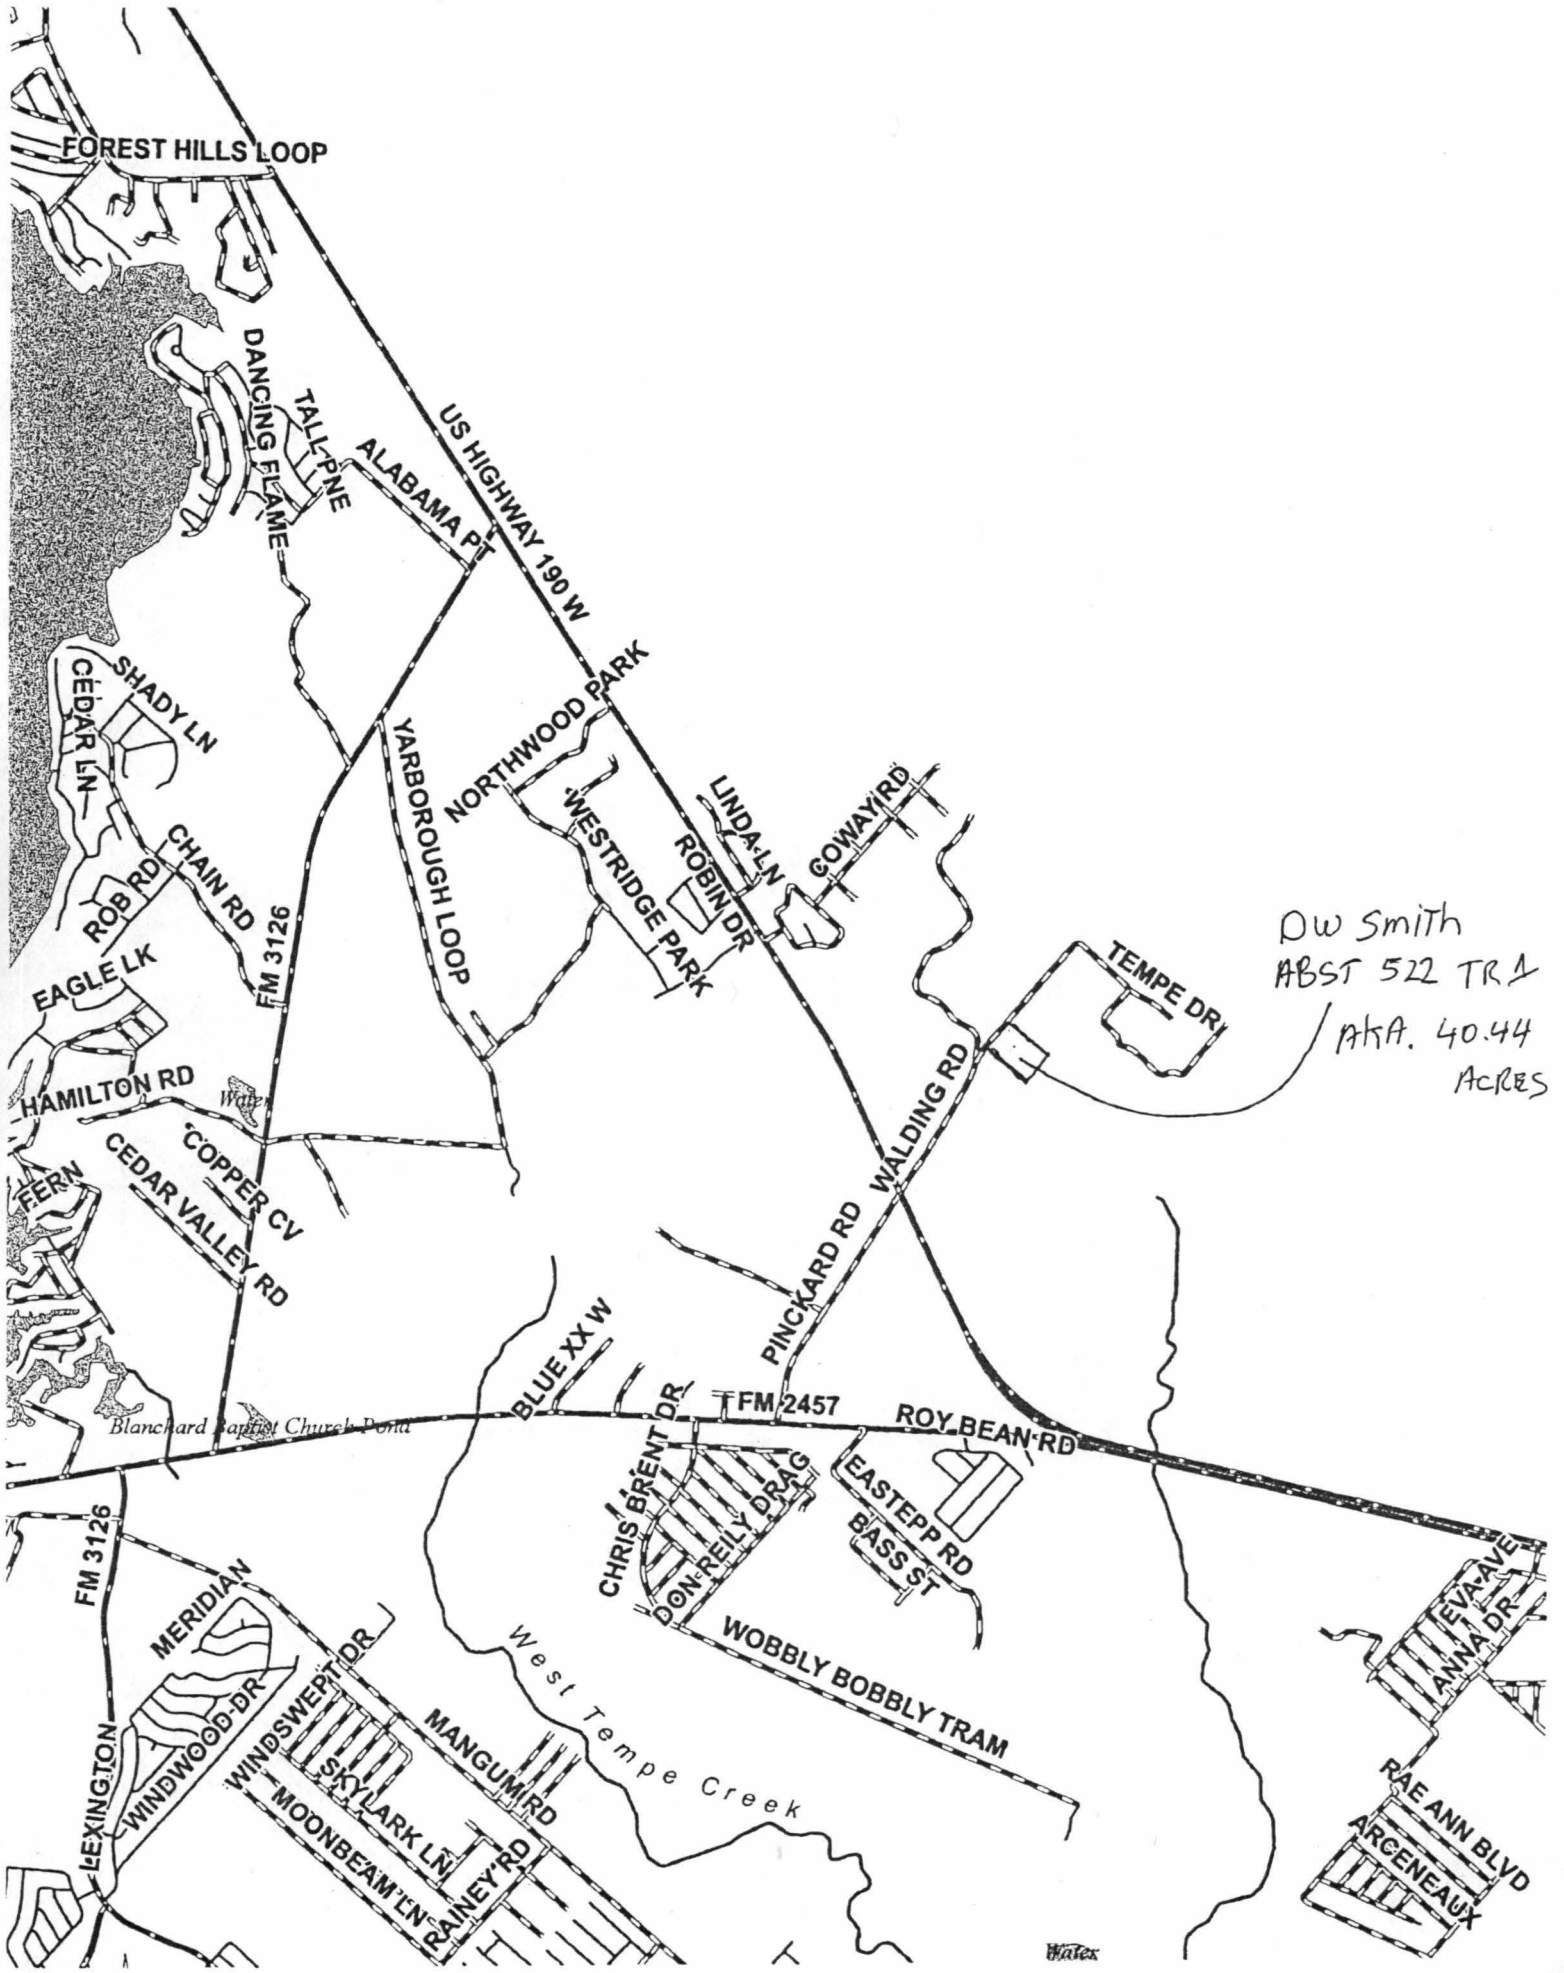 FOREST HILLS LOOP
DANCING FLAME
TALL PNE
ALABAMA PT
US HIGHWAY 190 W
CEDAR LN
SHADY LN
NORTHWOOD PARK
YARBOROUGH LOOP
WESTRIDGE PARK
LINDA LN
ROBIN DR
COWAY RD
ROB RD
CHAIN RD
FM 3126
EAGLE LK
TEMPE DR
DW Smith
ABST 522 TR 1
AKA. 40.44
ACRES
HAMILTON RD
Water
WALDING RD
COPPER CV
CEDAR VALLEY RD
FERN
PINCKARD RD
BLUE XX W
FM 2457
ROY BEAN RD
Blanchard Baptist Church Pond
CHRIS BRENT DR
DON REILY DRAG
EASTEPP RD
BASS ST
FM 3126
MERIDIAN
WINDWOOD DR
WINDSWEPT DR
LEXINGTON
MANGUM RD
SKYLARK LN
MOONBEAM LN
RAINEY RD
West Tempe Creek
WOBBLY BOBBLY TRAM
EVA AVE
ANNA DR
RAE ANN BLVD
ARCENEAUX
Water